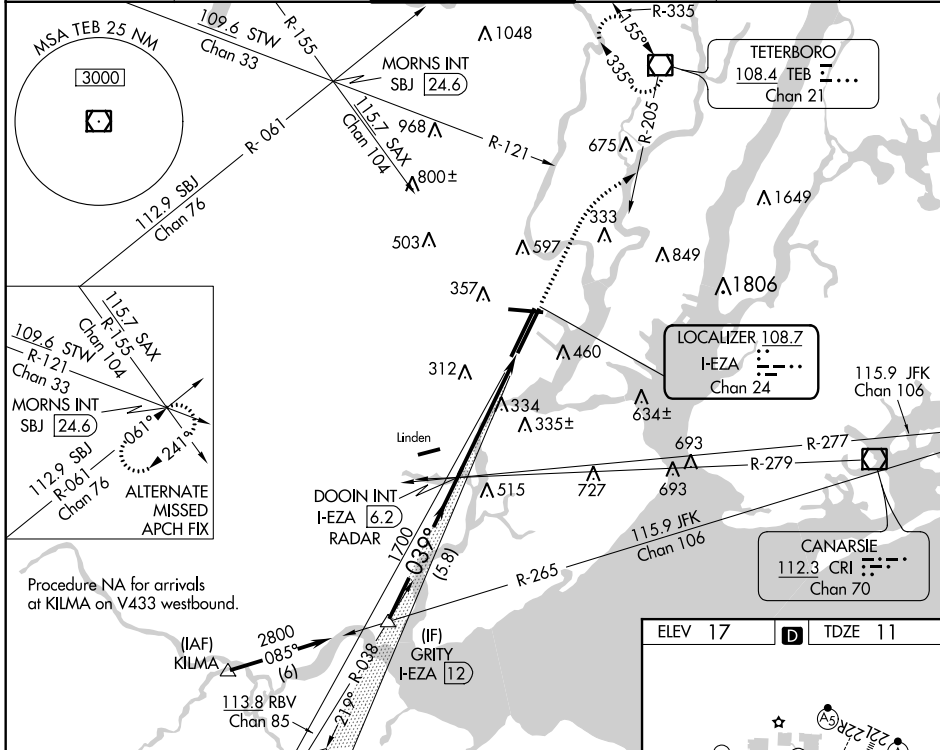 MSA TEB 25 NM
3000
109.6 STW
Chan 33
R-155
1048
MORNS INT
SBJ 24.6
R-061
115.7 SAX
Chan 104
968
800±
R-121
112.9 SBJ
Chan 76
R-335
155°
335°
TETERBORO
108.4 TEB
Chan 21
R-205
675
1649
333
503
597
849
357
1806
LOCALIZER 108.7
I-EZA
Chan 24
460
312
334
335±
634±
115.9 JFK
Chan 106
R-277
693
R-279
Linden
515
727
693
DOOIN INT
I-EZA 6.2
RADAR
115.9 JFK
Chan 106
R-265
CANARSIE
112.3 CRI
Chan 70
115.7 SAX
R-155
Chan 104
109.6 STW
R-121
Chan 33
MORNS INT
SBJ 24.6
061°
241°
112.9 SBJ
R-061
Chan 76
ALTERNATE
MISSED
APCH FIX
1700
039°
(5.8)
Procedure NA for arrivals
at KILMA on V433 westbound.
(IAF)
KILMA
2800
085°
(6)
(IF)
GRITY
I-EZA 12
R-038
219°
113.8 RBV
Chan 85
ELEV 17
D
TDZE 11
A5
22R
22L